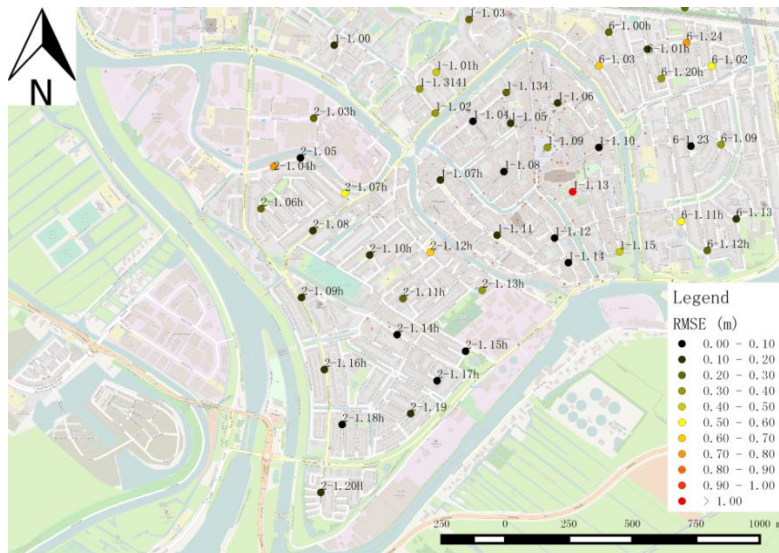 N
1-1.00
1-1.03
6-1.00h
6-1.24
6-1.01h
6-1.03
6-1.02
6-1.20h
1-1.01h
1-1.3141
1-1.134
1-1.06
1-1.02
1-1.04
1-1.05
2-1.03h
2-1.05
2-1.04h
1-1.09
1-1.10
6-1.23
6-1.09
1-1.08
1-1.07h
2-1.07h
1-1.13
2-1.06h
2-1.08
6-1.11h
6-1.13
1-1.11
1-1.12
2-1.10h
2-1.12h
1-1.15
6-1.12h
1-1.14
2-1.09h
2-1.11h
2-1.13h
2-1.14h
2-1.15h
2-1.16h
2-1.17h
2-1.18h
2-1.19
2-1.20H
Legend
RMSE (m)
0.00 - 0.10
0.10 - 0.20
0.20 - 0.30
0.30 - 0.40
0.40 - 0.50
0.50 - 0.60
0.60 - 0.70
0.70 - 0.80
0.80 - 0.90
0.90 - 1.00
> 1.00
250 0 250 500 750 1000 m